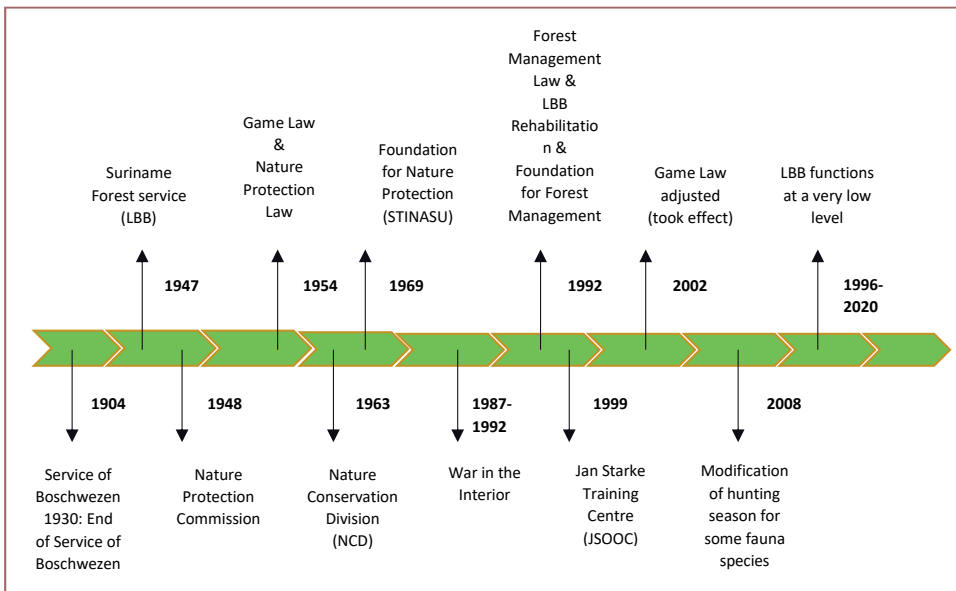 Suriname
Forest service
(LBB)
Game Law
&
Nature
Protection
Law
Foundation
for Nature
Protection
(STINASU)
Forest
Management
Law &
LBB
Rehabilitatio
n &
Foundation
for Forest
Management
Game Law
adjusted
(took effect)
LBB functions
at a very low
level
1947
1954
1969
1992
2002
1996-
2020
1904
1948
1963
1987-
1992
1999
2008
Service of
Boschwezen
1930: End
of Service of
Boschwezen
Nature
Protection
Commission
Nature
Conservation
Division
(NCD)
War in the
Interior
Jan Starke
Training
Centre
(JSOOC)
Modification
of hunting
season for
some fauna
species